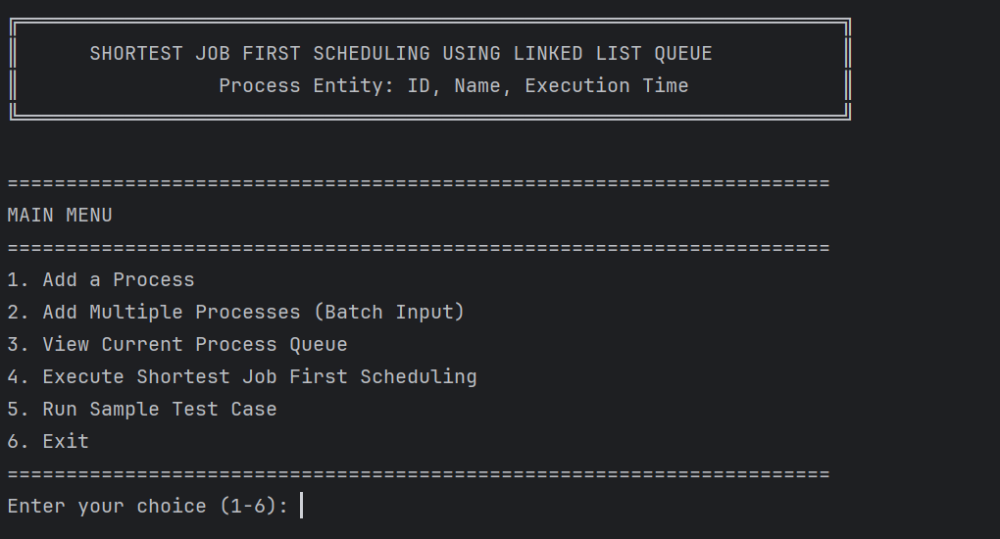 SHORTEST JOB FIRST SCHEDULING USING LINKED LIST QUEUE
Process Entity: ID, Name, Execution Time
======================================================================
MAIN MENU
======================================================================
1. Add a Process
2. Add Multiple Processes (Batch Input)
3. View Current Process Queue
4. Execute Shortest Job First Scheduling
5. Run Sample Test Case
6. Exit
======================================================================
Enter your choice (1-6):